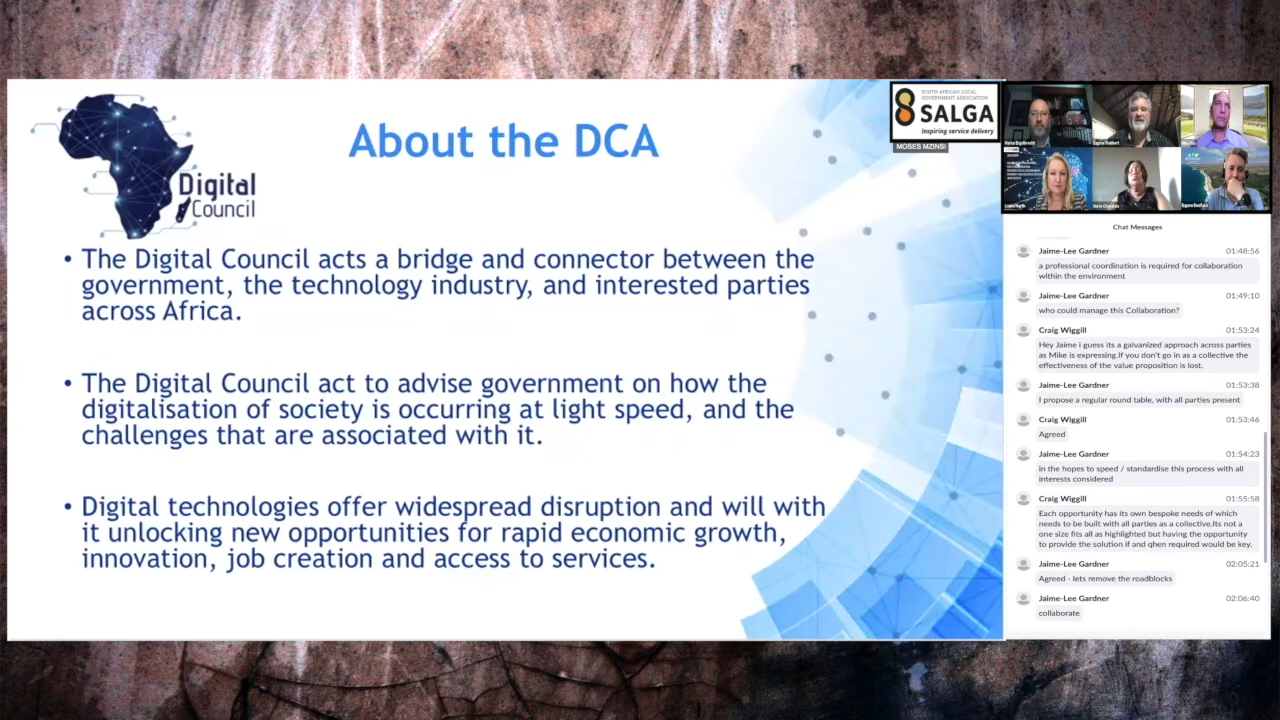 About the DCA
Digital
Council
• The Digital Council acts a bridge and connector between the
government, the technology industry, and interested parties
across Africa.
• The Digital Council act to advise government on how the
digitalisation of society is occurring at light speed, and the
challenges that are associated with it.
• Digital technologies offer widespread disruption and will with
it unlocking new opportunities for rapid economic growth,
innovation, job creation and access to services.
SOUTH AFRICAN LOCAL
GOVERNMENT ASSOCIATION
SALGA
Inspiring service delivery
MOSES MZINSI
Chat Messages
Jaime-Lee Gardner 01:48:56
a professional coordination is required for collaboration
within the environment
Jaime-Lee Gardner 01:49:10
who could manage this Collaboration?
Craig Wiggill 01:53:24
Hey Jaime i guess its a galvanized approach across parties
as Mike is expressing.If you don't go in as a collective the
effectiveness of the value proposition is lost.
Jaime-Lee Gardner 01:53:38
I propose a regular round table, with all parties present
Craig Wiggill 01:53:46
Agreed
Jaime-Lee Gardner 01:54:23
in the hopes to speed / standardise this process with all
interests considered
Craig Wiggill 01:55:58
Each opportunity has its own bespoke needs of which
needs to be built with all parties as a collective.Its not a
one size fits all as highlighted but having the opportunity
to provide the solution if and qhen required would be key.
Jaime-Lee Gardner 02:05:21
Agreed - lets remove the roadblocks
Jaime-Lee Gardner 02:06:40
collaborate